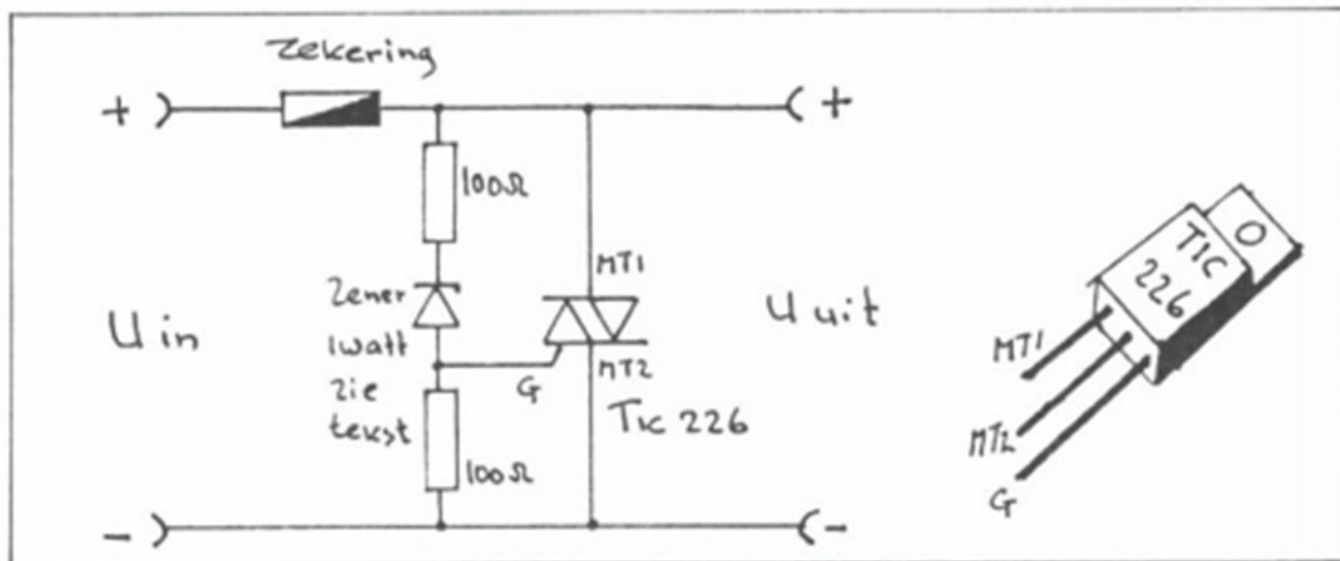 Zekering
+
+
100Ω
MT1
Zener
1watt
zie
tekst
U in
U uit
G
MT2
TIC 226
100Ω
-
-
TIC
226
O
MT1
MT2
G